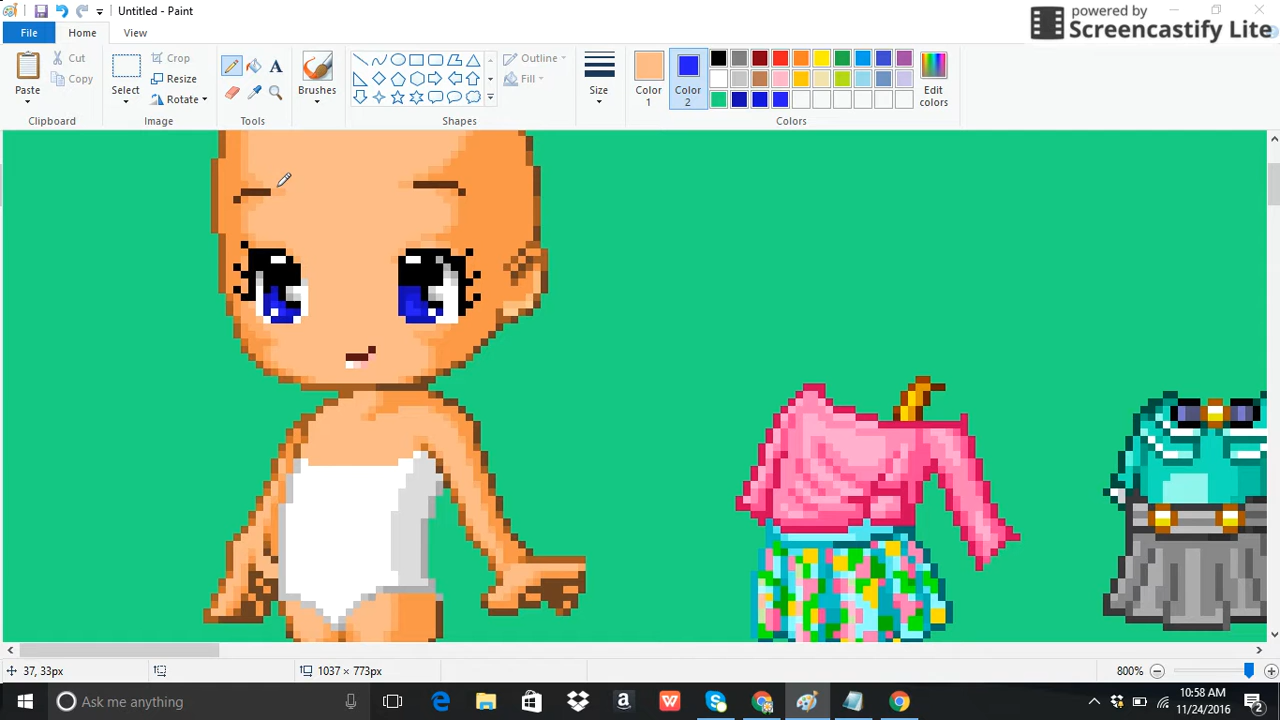 Untitled - Paint
powered by
Screencastify Lite
File
Home
View
Paste
Cut
Copy
Clipboard
Select
Crop
Resize
Rotate
Image
Tools
Brushes
Shapes
Outline
Fill
Size
Color 1
Color 2
Edit colors
Colors
37, 33px
1037 × 773px
800%
Ask me anything
10:58 AM
11/24/2016
2